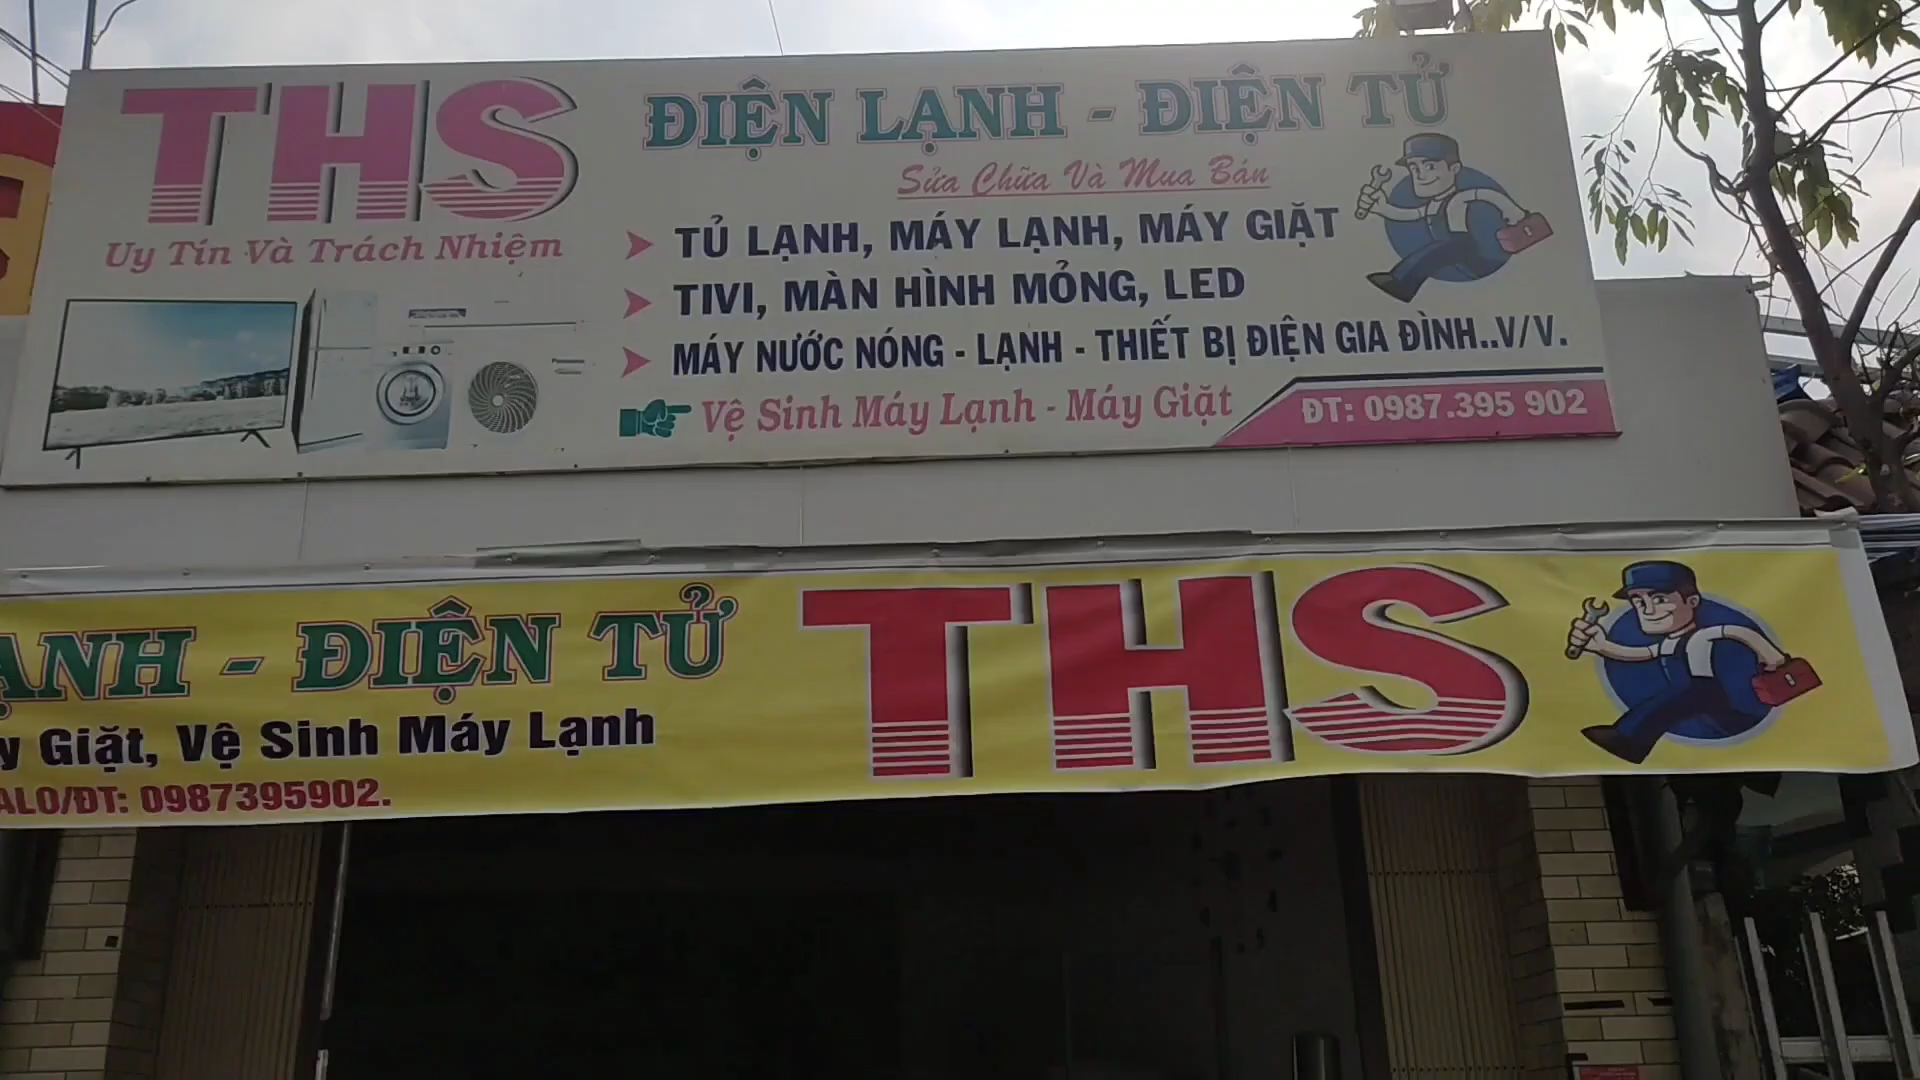 THS
Uy Tín Và Trách Nhiệm
ĐIỆN LẠNH - ĐIỆN TỬ
Sửa Chữa Và Mua Bán
TỦ LẠNH, MÁY LẠNH, MÁY GIẶT
TIVI, MÀN HÌNH MỎNG, LED
MÁY NƯỚC NÓNG - LẠNH - THIẾT BỊ ĐIỆN GIA ĐÌNH..V/V.
Vệ Sinh Máy Lạnh - Máy Giặt
ĐT: 0987.395 902
ẠNH - ĐIỆN TỬ
y Giặt, Vệ Sinh Máy Lạnh
ALO/ĐT: 0987395902.
THS